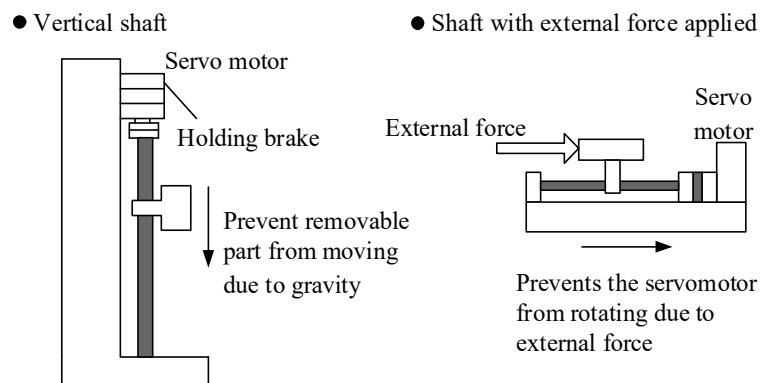 ● Vertical shaft
Servo motor
Holding brake
Prevent removable
part from moving
due to gravity
● Shaft with external force applied
External force
Servo
motor
Prevents the servomotor
from rotating due to
external force